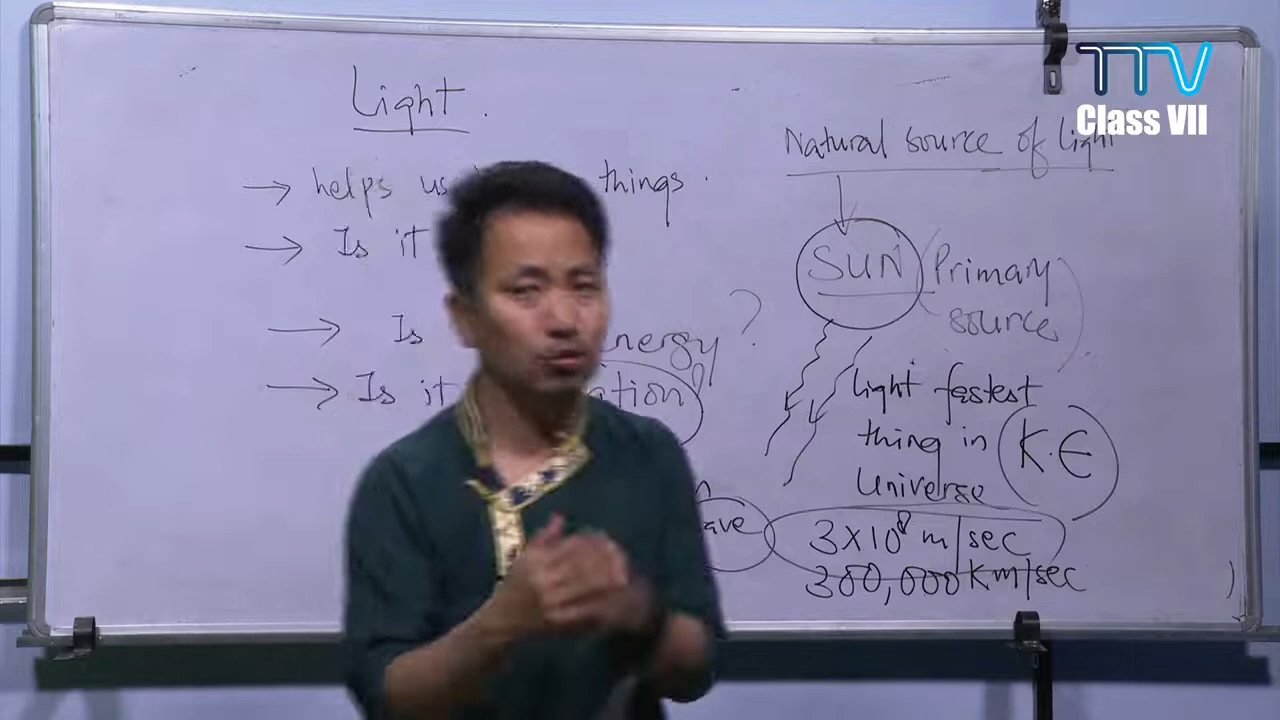 TTV
Class VII
Light.
→ helps us things.
→ Is it
→ Is nergy?
→ Is it ation
ave
Natural source of light
SUN (Primary source)
Light fastest
thing in
Universe
K.E
3x10⁸ m/sec
300,000 Km/sec